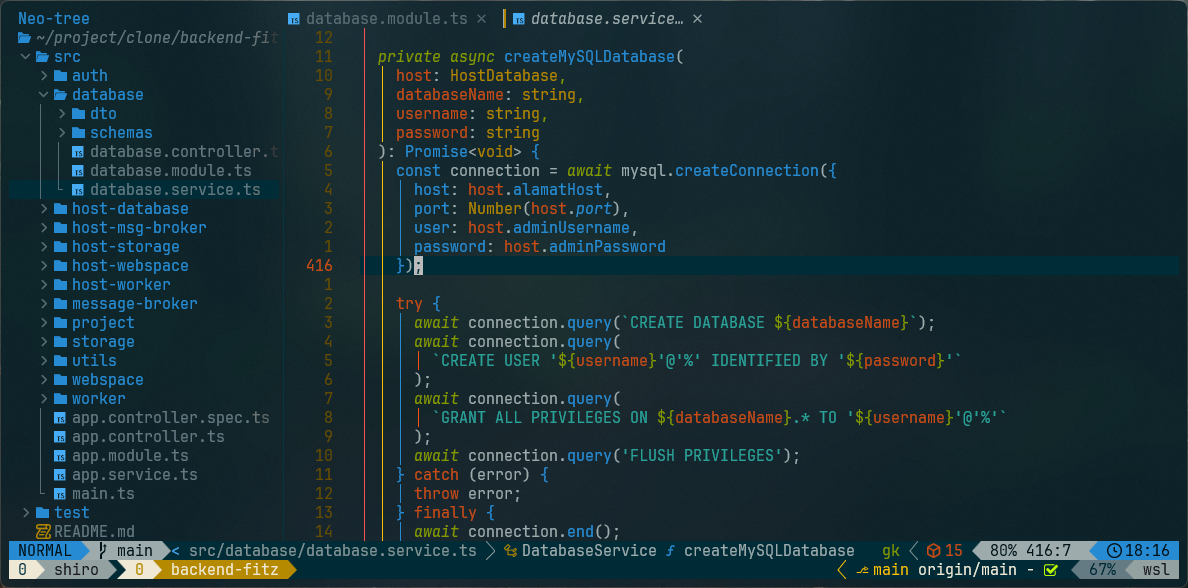 Neo-tree
~/project/clone/backend-fitz
src
auth
database
dto
schemas
database.controller.t
database.module.ts
database.service.ts
host-database
host-msg-broker
host-storage
host-webspace
host-worker
message-broker
project
storage
utils
webspace
worker
app.controller.spec.ts
app.controller.ts
app.module.ts
app.service.ts
main.ts
test
README.md
database.module.ts ×
database.service… ×
12
11 private async createMySQLDatabase(
10 host: HostDatabase,
9 databaseName: string,
8 username: string,
7 password: string
6 ): Promise<void> {
5 const connection = await mysql.createConnection({
4 host: host.alamatHost,
3 port: Number(host.port),
2 user: host.adminUsername,
1 password: host.adminPassword
416 });
1
2 try {
3 await connection.query(`CREATE DATABASE ${databaseName}`);
4 await connection.query(
5 `CREATE USER '${username}'@'%' IDENTIFIED BY '${password}'`
6 );
7 await connection.query(
8 `GRANT ALL PRIVILEGES ON ${databaseName}.* TO '${username}'@'%'`
9 );
10 await connection.query('FLUSH PRIVILEGES');
11 } catch (error) {
12 throw error;
13 } finally {
14 await connection.end();
NORMAL main < src/database/database.service.ts > DatabaseService f createMySQLDatabase gk 15 80% 416:7 18:16
0 shiro 0 backend-fitz main origin/main - 67% wsl